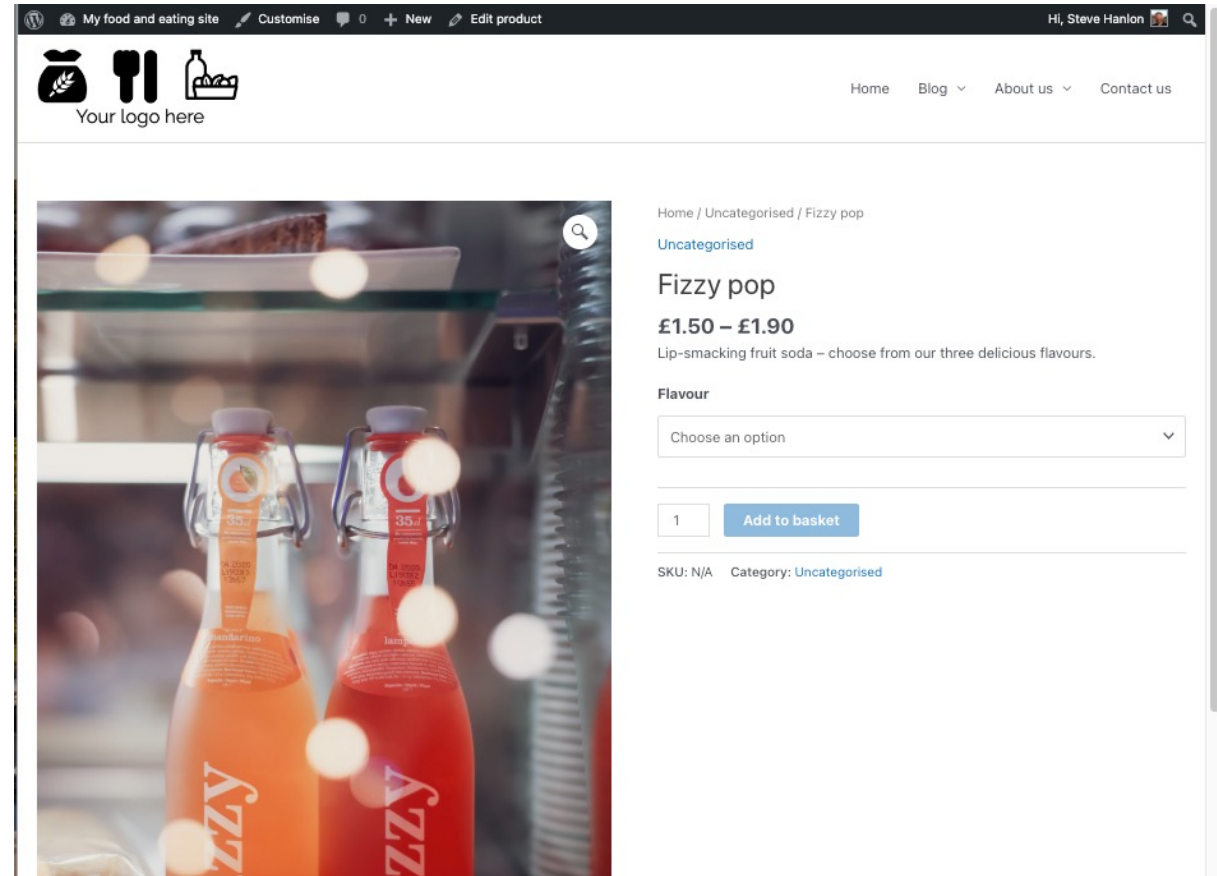 My food and eating site Customise 0 + New Edit product Hi, Steve Hanlon
Your logo here
Home Blog About us Contact us
Home / Uncategorised / Fizzy pop
Uncategorised
Fizzy pop
£1.50 – £1.90
Lip-smacking fruit soda – choose from our three delicious flavours.
Flavour
Choose an option
1 Add to basket
SKU: N/A Category: Uncategorised
35cl
35cl
mandarino